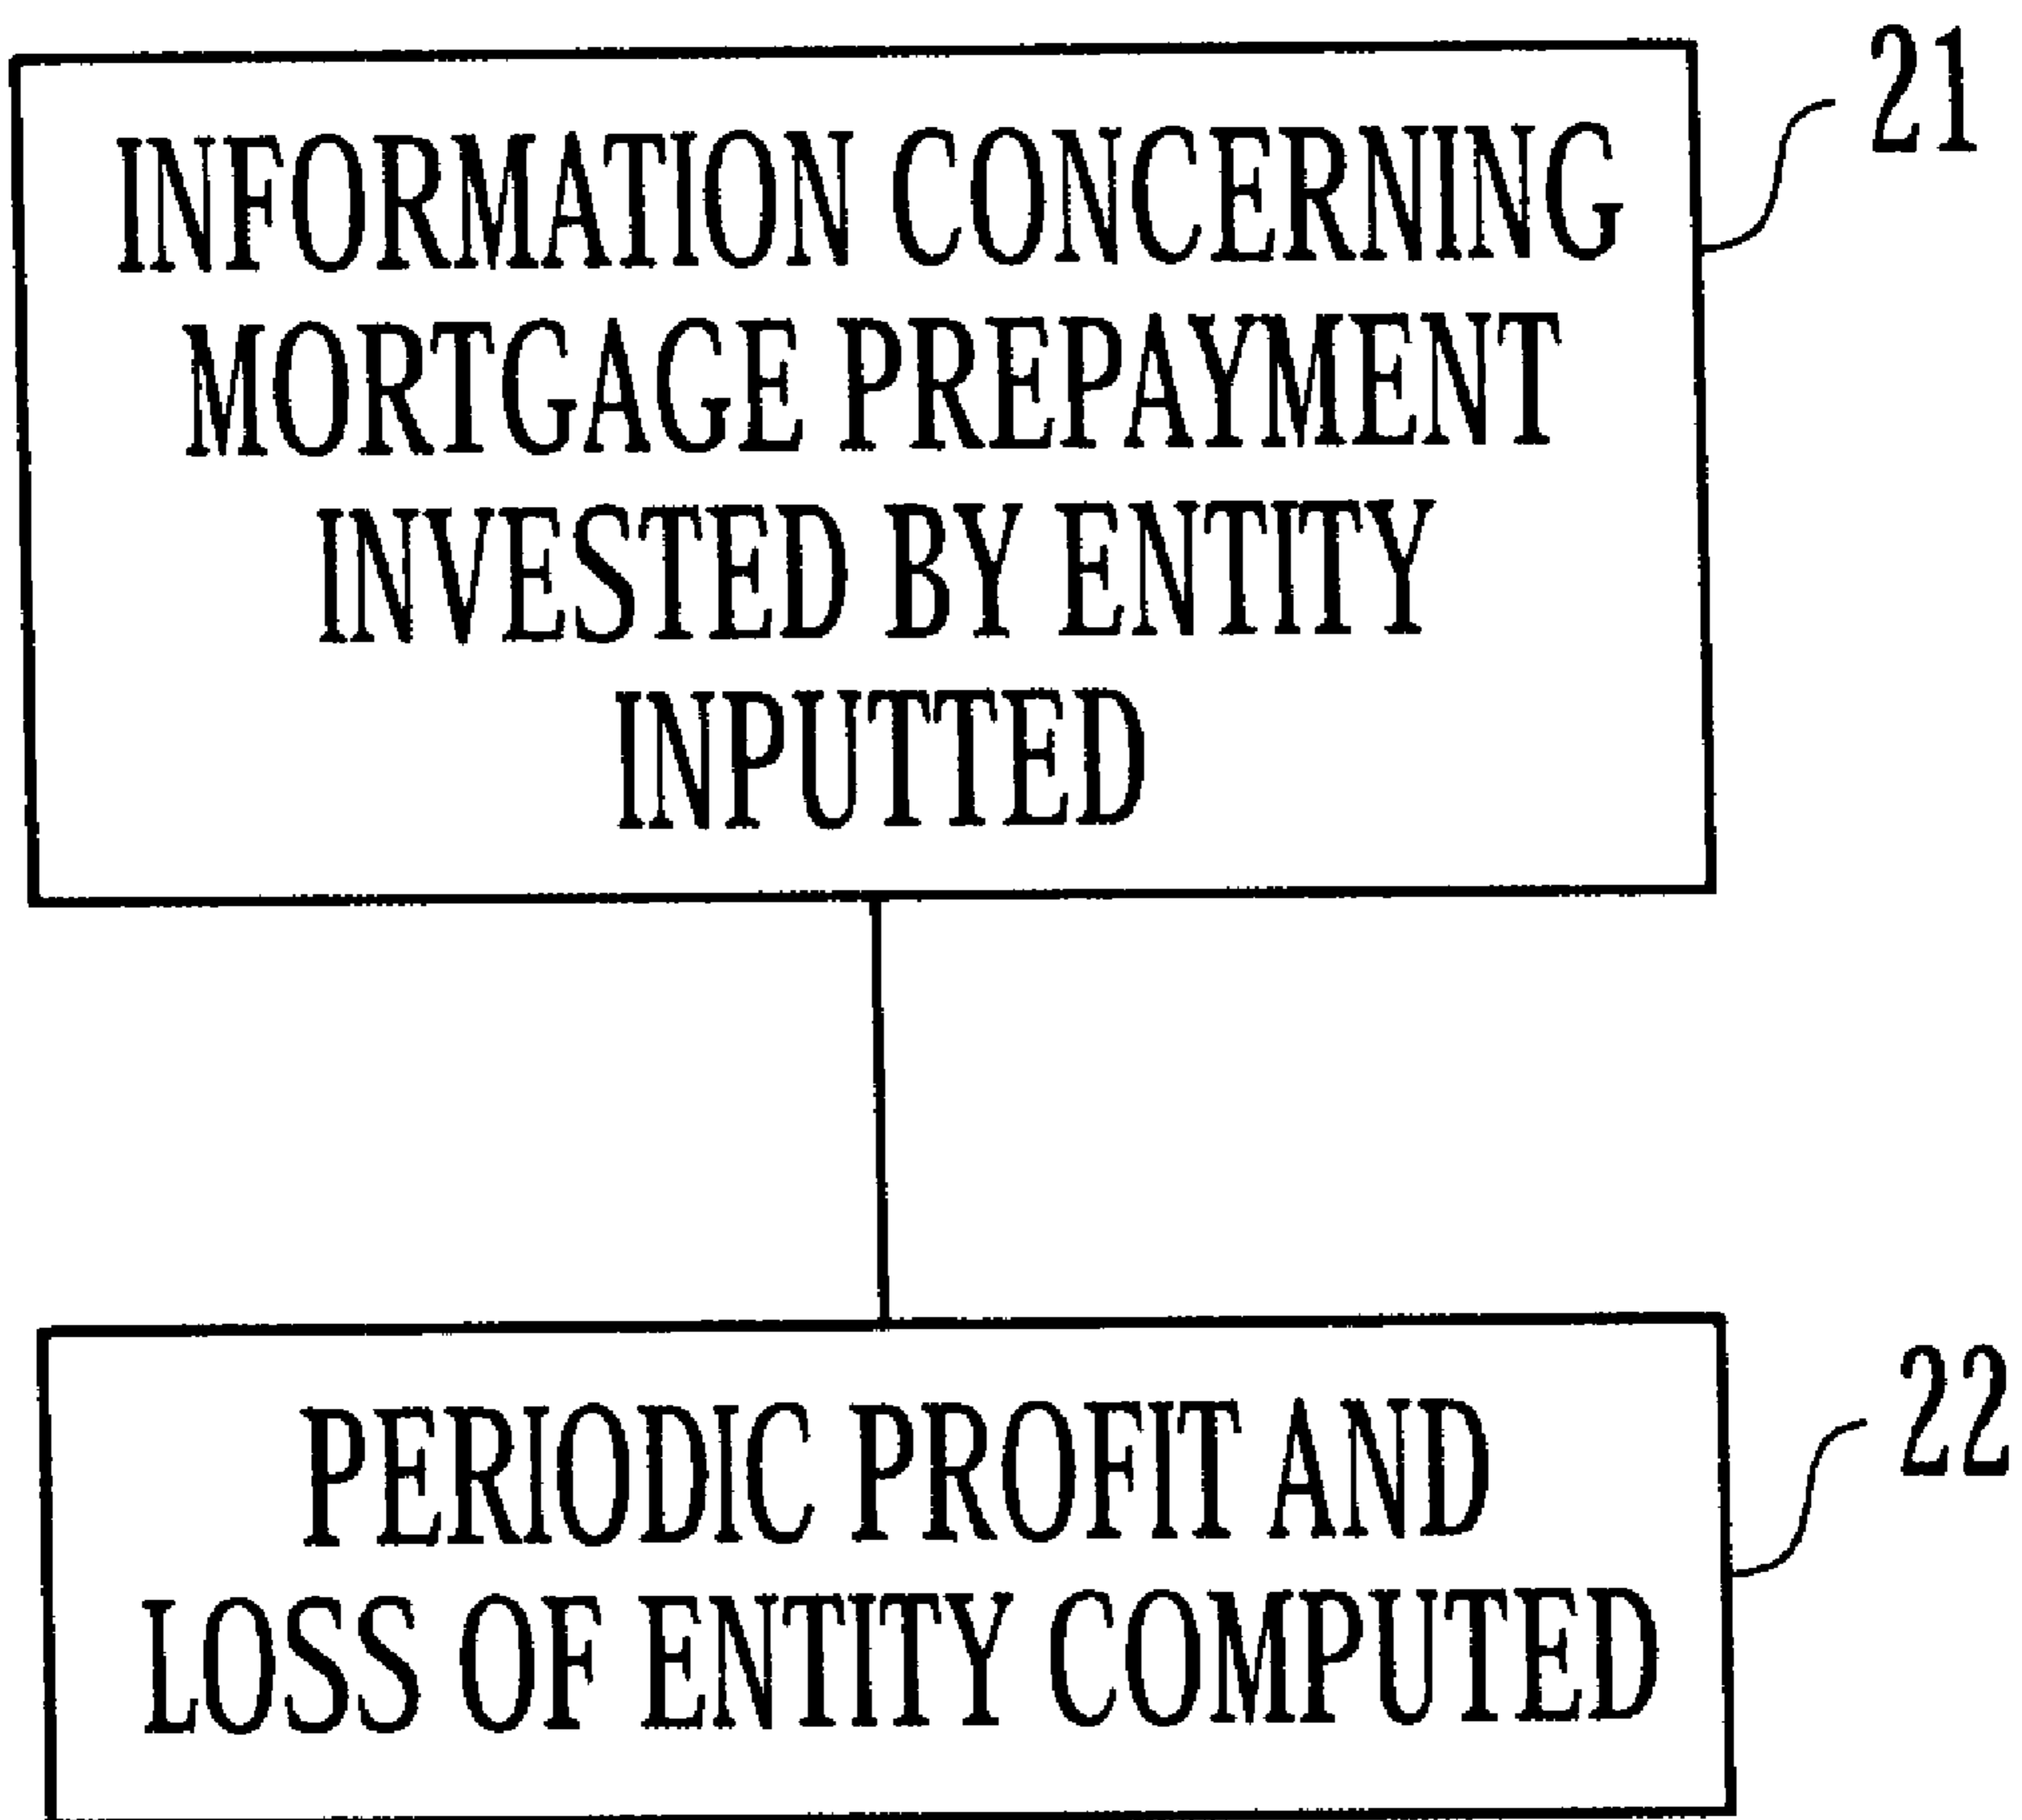 21
INFORMATION CONCERNING
MORTGAGE PREPAYMENT
INVESTED BY ENTITY
INPUTTED
22
PERIODIC PROFIT AND
LOSS OF ENTITY COMPUTED